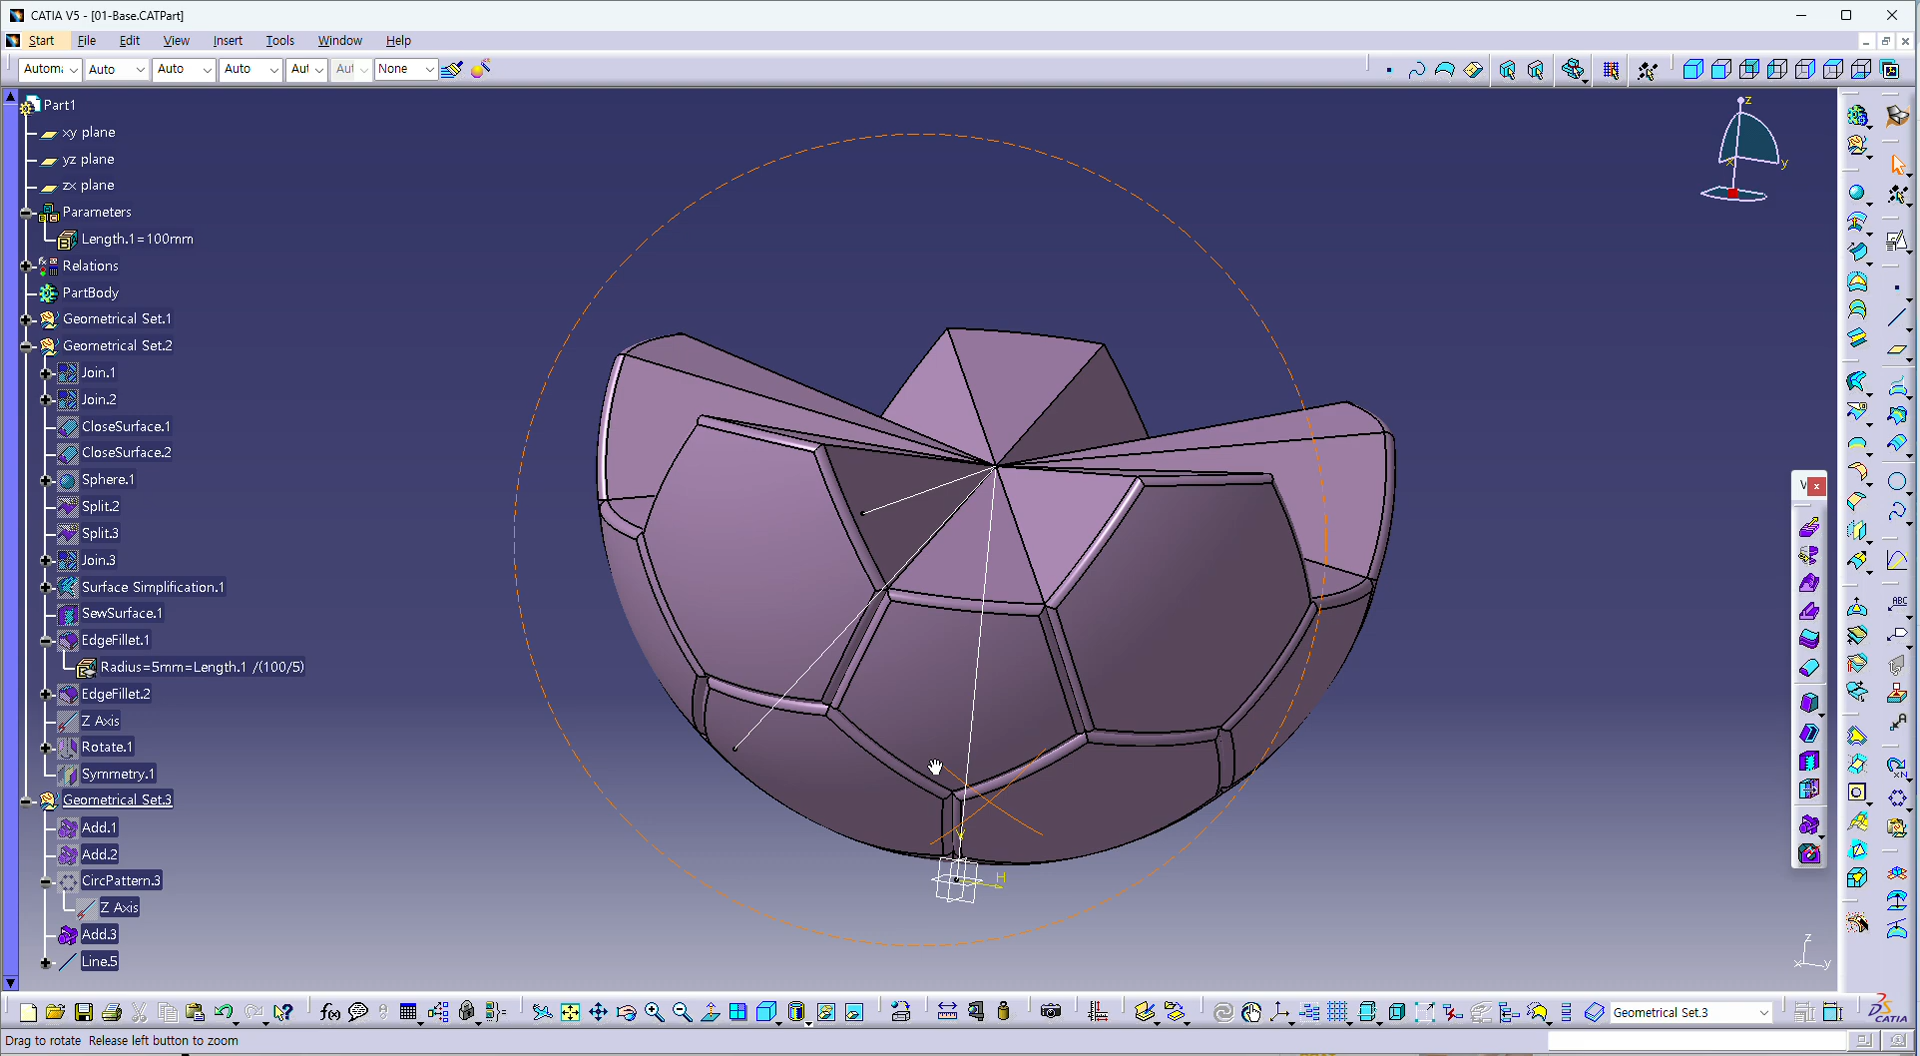 CATIA V5 - [01-Base.CATPart]
Start File Edit View Insert Tools Window Help
Auto Auto Auto None
Part1
xy plane
yz plane
zx plane
Parameters
Length.1=100mm
Relations
PartBody
Geometrical Set.1
Geometrical Set.2
Join.1
Join.2
CloseSurface.1
CloseSurface.2
Sphere.1
Split.2
Split.3
Join.3
Surface Simplification.1
SewSurface.1
EdgeFillet.1
Radius=5mm=Length.1 /(100/5)
EdgeFillet.2
Z Axis
Rotate.1
Symmetry.1
Geometrical Set.3
Add.1
Add.2
CircPattern.3
Z Axis
Add.3
Line.5
z
x
y
V
H
z
x y
ABC
Geometrical Set.3
CATIA
Drag to rotate Release left button to zoom